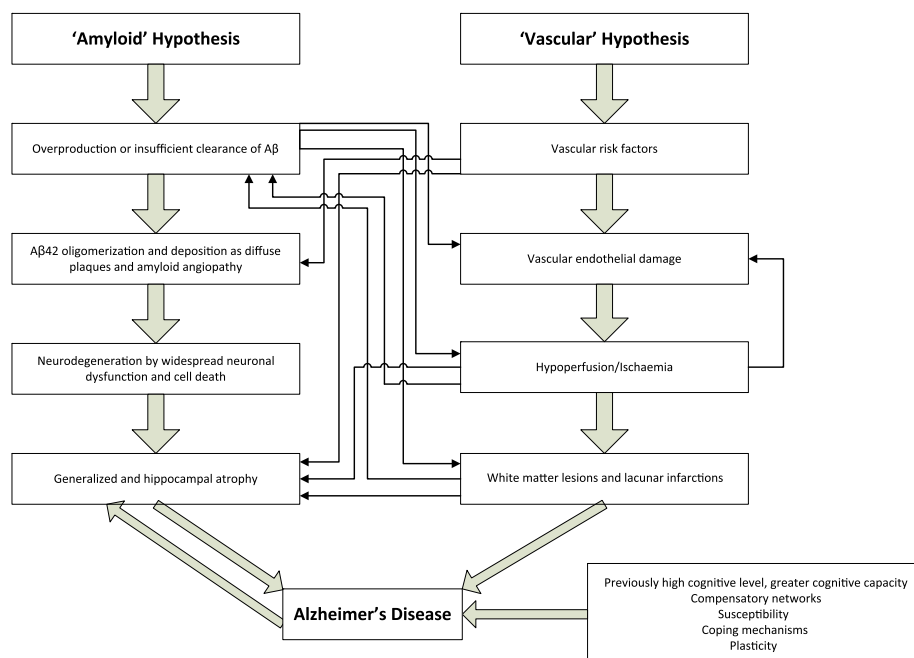 ‘Amyloid’ Hypothesis
‘Vascular’ Hypothesis
Overproduction or insufficient clearance of Aβ
Vascular risk factors
Aβ42 oligomerization and deposition as diffuse
plaques and amyloid angiopathy
Vascular endothelial damage
Neurodegeneration by widespread neuronal
dysfunction and cell death
Hypoperfusion/Ischaemia
Generalized and hippocampal atrophy
White matter lesions and lacunar infarctions
Alzheimer’s Disease
Previously high cognitive level, greater cognitive capacity
Compensatory networks
Susceptibility
Coping mechanisms
Plasticity